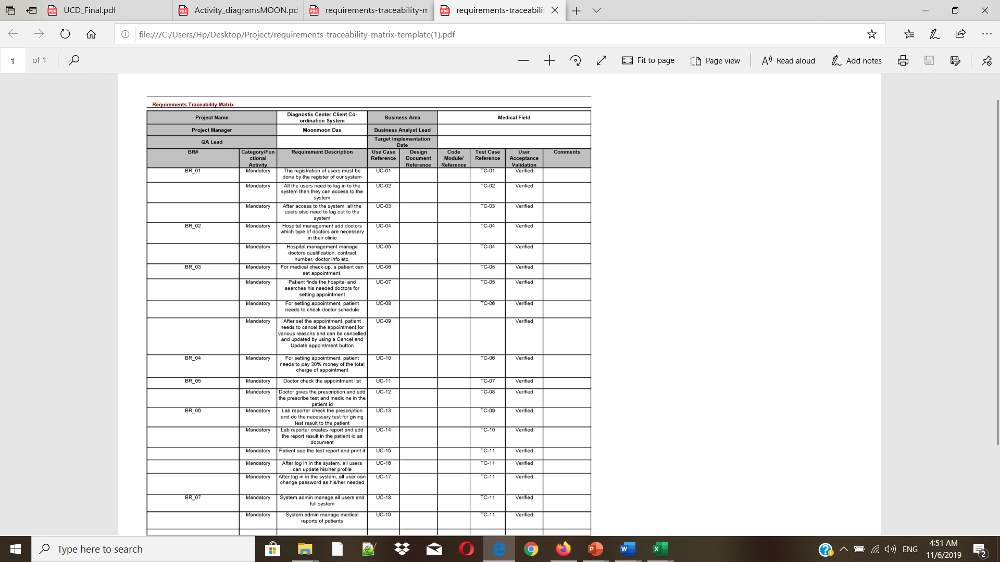 UCD_Final.pdf
Activity_diagramsMOON.pd
requirements-traceability-m
requirements-traceabilit
file:///C:/Users/Hp/Desktop/Project/requirements-traceability-matrix-template(1).pdf
1 of 1
Fit to page
Page view
Read aloud
Add notes
Requirements Traceability Matrix
Project Name
Diagnostic Center Client Co-
ordination System
Business Area
Medical Field
Project Manager
Moonmoon Das
Business Analyst Lead
QA Lead
Target Implementation
Date
BR#
Category/Fun
ctional
Activity
Requirement Description
Use Case
Reference
Design
Document
Reference
Code
Module/
Reference
Test Case
Reference
User
Acceptance
Validation
Comments
BR_01
Mandatory
The registration of users must be
done by the register of our system
UC-01
TC-01
Verified
Mandatory
All the users need to log in to the
system then they can access to the
system
UC-02
TC-02
Verified
Mandatory
After access to the system, all the
users also need to log out to the
system
UC-03
TC-03
Verified
BR_02
Mandatory
Hospital management add doctors
which type of doctors are necessary
in their clinic
UC-04
TC-04
Verified
Mandatory
Hospital management manage
doctors qualification, contract
number, doctor info etc.
UC-05
TC-04
Verified
BR_03
Mandatory
For medical check-up, a patient can
set appointment.
UC-06
TC-05
Verified
Mandatory
Patient finds the hospital and
searches his needed doctors for
setting appointment
UC-07
TC-05
Verified
Mandatory
For setting appointment, patient
needs to check doctor schedule
UC-08
TC-06
Verified
Mandatory
After set the appointment, patient
needs to cancel the appointment for
various reasons and can be cancelled
and updated by using a Cancel and
Update appointment button
UC-09
Verified
BR_04
Mandatory
For setting appointment, patient
needs to pay 30% money of the total
charge of appointment
UC-10
TC-06
Verified
BR_05
Mandatory
Doctor check the appointment list
UC-11
TC-07
Verified
Mandatory
Doctor gives the prescription and add
the prescribe test and medicine in the
patient id
UC-12
TC-08
Verified
BR_06
Mandatory
Lab reporter check the prescription
and do the necessary test for giving
test result to the patient
UC-13
TC-09
Verified
Mandatory
Lab reporter creates report and add
the report result in the patient id as
document
UC-14
TC-10
Verified
Mandatory
Patient see the test report and print it
UC-15
TC-11
Verified
Mandatory
After log in in the system, all users
can update his/her profile
UC-16
TC-11
Verified
Mandatory
After log in in the system, all user can
change password as his/her needed
UC-17
TC-11
Verified
BR_07
Mandatory
System admin manage all users and
full system
UC-18
TC-11
Verified
Mandatory
System admin manage medical
reports of patients
UC-19
TC-11
Verified
Type here to search
ENG
4:51 AM
11/6/2019
2